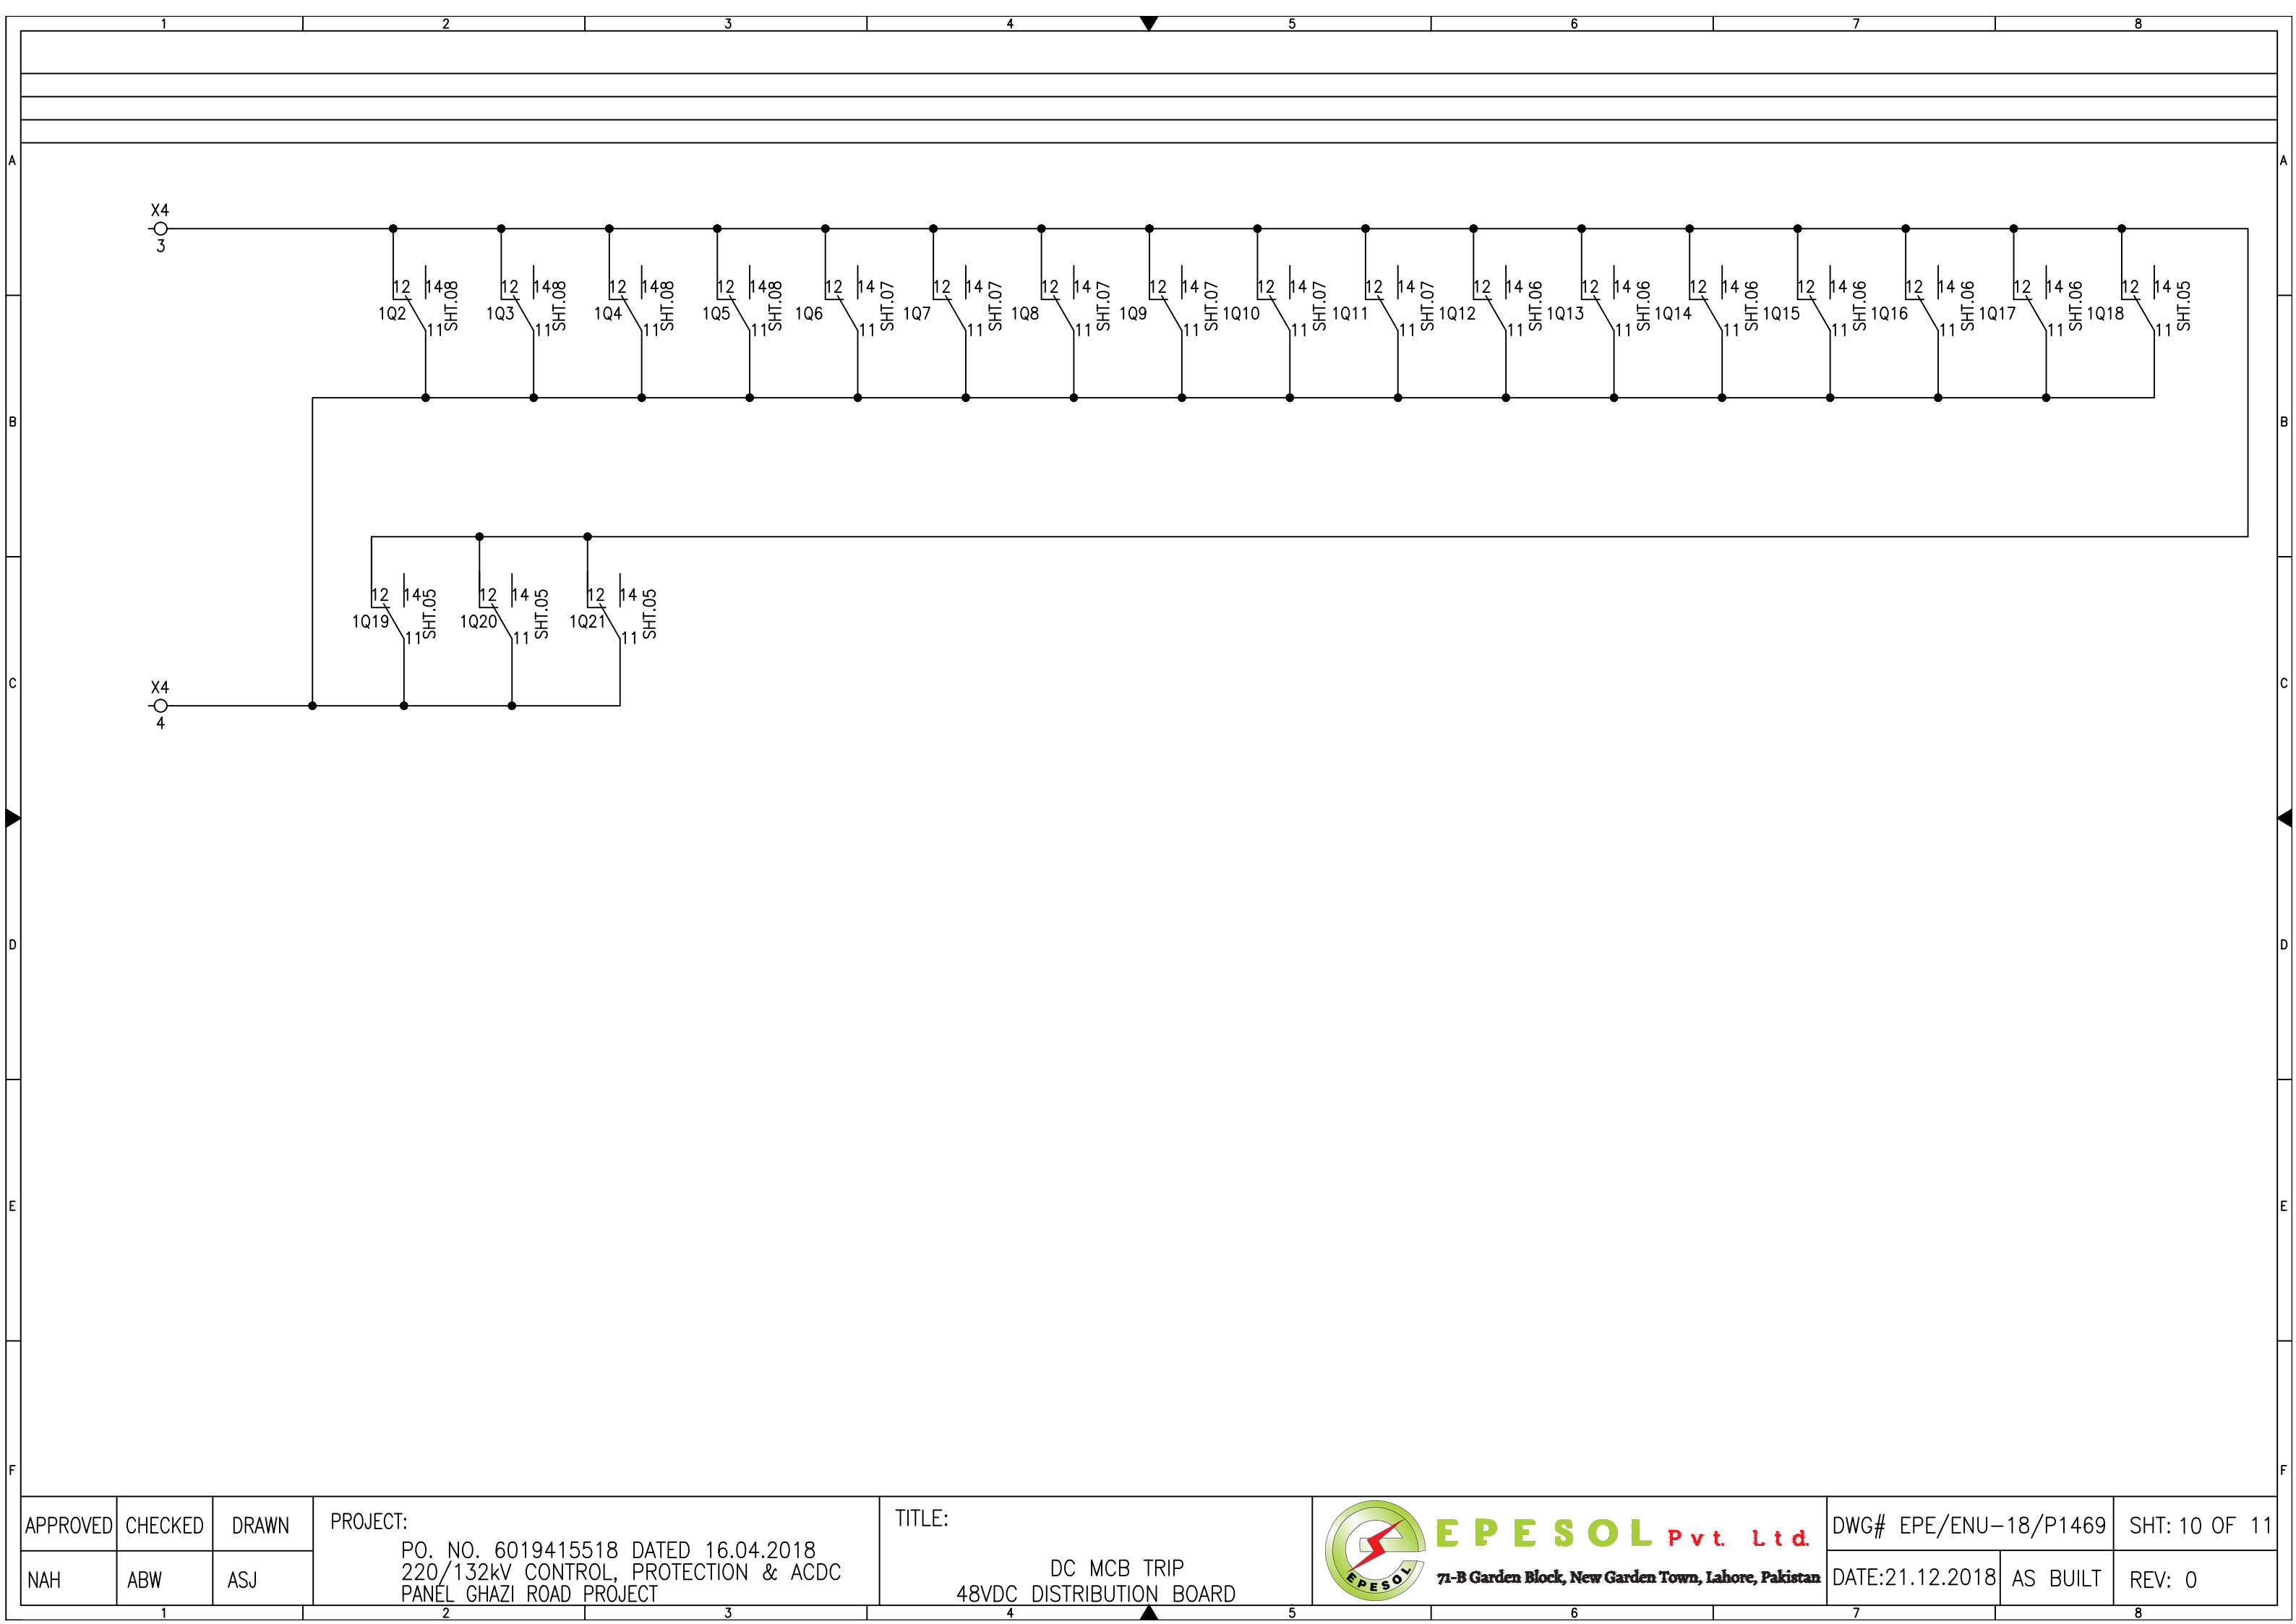 1 2 3 4 5 6 7 8
A A
X4
3
12 14 12 14 12 14 12 14 12 14 12 14 12 14 12 14 12 14 12 14 12 14 12 14 12 14 12 14 12 14 12 14 12 14
1Q2 SHT.08 1Q3 SHT.08 1Q4 SHT.08 1Q5 SHT.08 1Q6 SHT.07 1Q7 SHT.07 1Q8 SHT.07 1Q9 SHT.07 1Q10 SHT.07 1Q11 SHT.07 1Q12 SHT.06 1Q13 SHT.06 1Q14 SHT.06 1Q15 SHT.06 1Q16 SHT.06 1Q17 SHT.06 1Q18 SHT.05
11 11 11 11 11 11 11 11 11 11 11 11 11 11 11 11 11
B B
12 14 12 14 12 14
1Q19 SHT.05 1Q20 SHT.05 1Q21 SHT.05
11 11 11
C C
X4
4
D D
E E
F F
APPROVED CHECKED DRAWN
NAH ABW ASJ
PROJECT:
PO. NO. 6019415518 DATED 16.04.2018
220/132kV CONTROL, PROTECTION & ACDC
PANEL GHAZI ROAD PROJECT
TITLE:
DC MCB TRIP
48VDC DISTRIBUTION BOARD
EPESOL
EPESOL Pvt. Ltd.
71-B Garden Block, New Garden Town, Lahore, Pakistan
DWG# EPE/ENU-18/P1469 SHT: 10 OF 11
DATE:21.12.2018 AS BUILT REV: 0
1 2 3 4 5 6 7 8